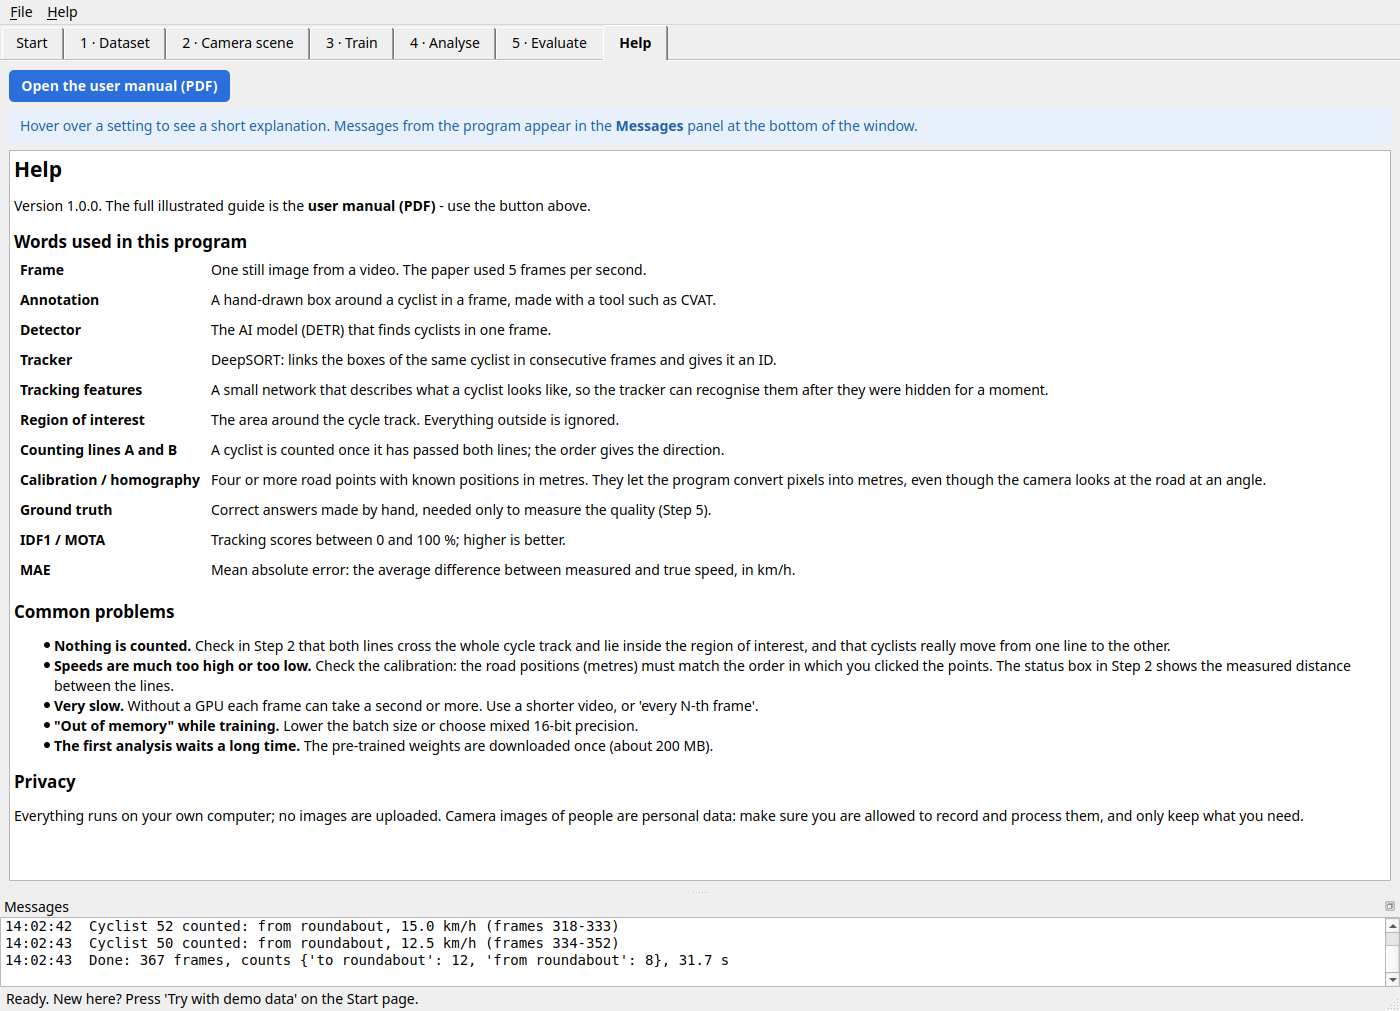 File Help
Start 1 · Dataset 2 · Camera scene 3 · Train 4 · Analyse 5 · Evaluate Help
Open the user manual (PDF)
Hover over a setting to see a short explanation. Messages from the program appear in the Messages panel at the bottom of the window.
Help
Version 1.0.0. The full illustrated guide is the user manual (PDF) - use the button above.
Words used in this program
Frame One still image from a video. The paper used 5 frames per second.
Annotation A hand-drawn box around a cyclist in a frame, made with a tool such as CVAT.
Detector The AI model (DETR) that finds cyclists in one frame.
Tracker DeepSORT: links the boxes of the same cyclist in consecutive frames and gives it an ID.
Tracking features A small network that describes what a cyclist looks like, so the tracker can recognise them after they were hidden for a moment.
Region of interest The area around the cycle track. Everything outside is ignored.
Counting lines A and B A cyclist is counted once it has passed both lines; the order gives the direction.
Calibration / homography Four or more road points with known positions in metres. They let the program convert pixels into metres, even though the camera looks at the road at an angle.
Ground truth Correct answers made by hand, needed only to measure the quality (Step 5).
IDF1 / MOTA Tracking scores between 0 and 100 %; higher is better.
MAE Mean absolute error: the average difference between measured and true speed, in km/h.
Common problems
• Nothing is counted. Check in Step 2 that both lines cross the whole cycle track and lie inside the region of interest, and that cyclists really move from one line to the other.
• Speeds are much too high or too low. Check the calibration: the road positions (metres) must match the order in which you clicked the points. The status box in Step 2 shows the measured distance
between the lines.
• Very slow. Without a GPU each frame can take a second or more. Use a shorter video, or 'every N-th frame'.
• "Out of memory" while training. Lower the batch size or choose mixed 16-bit precision.
• The first analysis waits a long time. The pre-trained weights are downloaded once (about 200 MB).
Privacy
Everything runs on your own computer; no images are uploaded. Camera images of people are personal data: make sure you are allowed to record and process them, and only keep what you need.
Messages
14:02:42 Cyclist 52 counted: from roundabout, 15.0 km/h (frames 318-333)
14:02:43 Cyclist 50 counted: from roundabout, 12.5 km/h (frames 334-352)
14:02:43 Done: 367 frames, counts {'to roundabout': 12, 'from roundabout': 8}, 31.7 s
Ready. New here? Press 'Try with demo data' on the Start page.